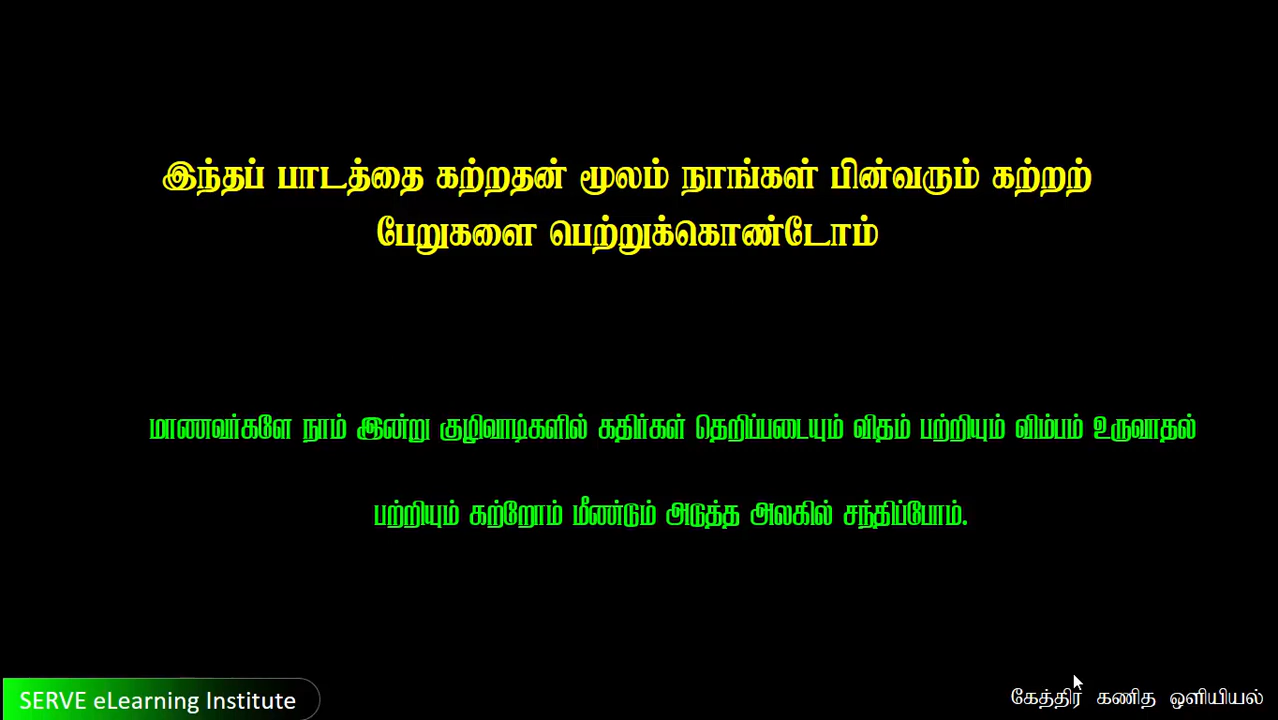 இந்தப் பாடத்தை கற்றதன் மூலம் நாங்கள் பின்வரும் கற்றற்
பேறுகளை பெற்றுக்கொண்டோம்
மாணவர்களே நாம் இன்று குழிவாடிகளில் கதிர்கள் தெறிப்படையும் விதம் பற்றியும் விம்பம் உருவாதல்
பற்றியும் கற்றோம் மீண்டும் அடுத்த அலகில் சந்திப்போம்.
SERVE eLearning Institute
கேத்திர கணித ஒளியியல்